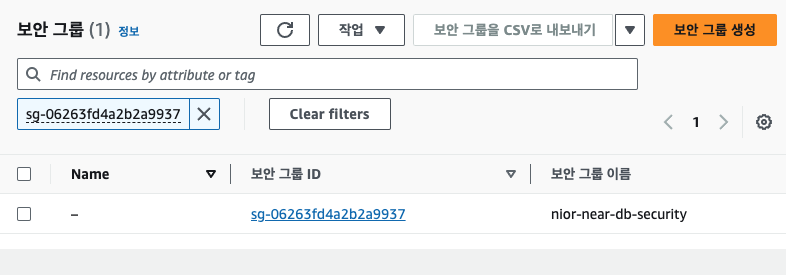 보안 그룹 (1) 정보
작업
보안 그룹을 CSV로 내보내기
보안 그룹 생성
Find resources by attribute or tag
sg-06263fd4a2b2a9937
Clear filters
1
Name 보안 그룹 ID 보안 그룹 이름
– sg-06263fd4a2b2a9937 nior-near-db-security